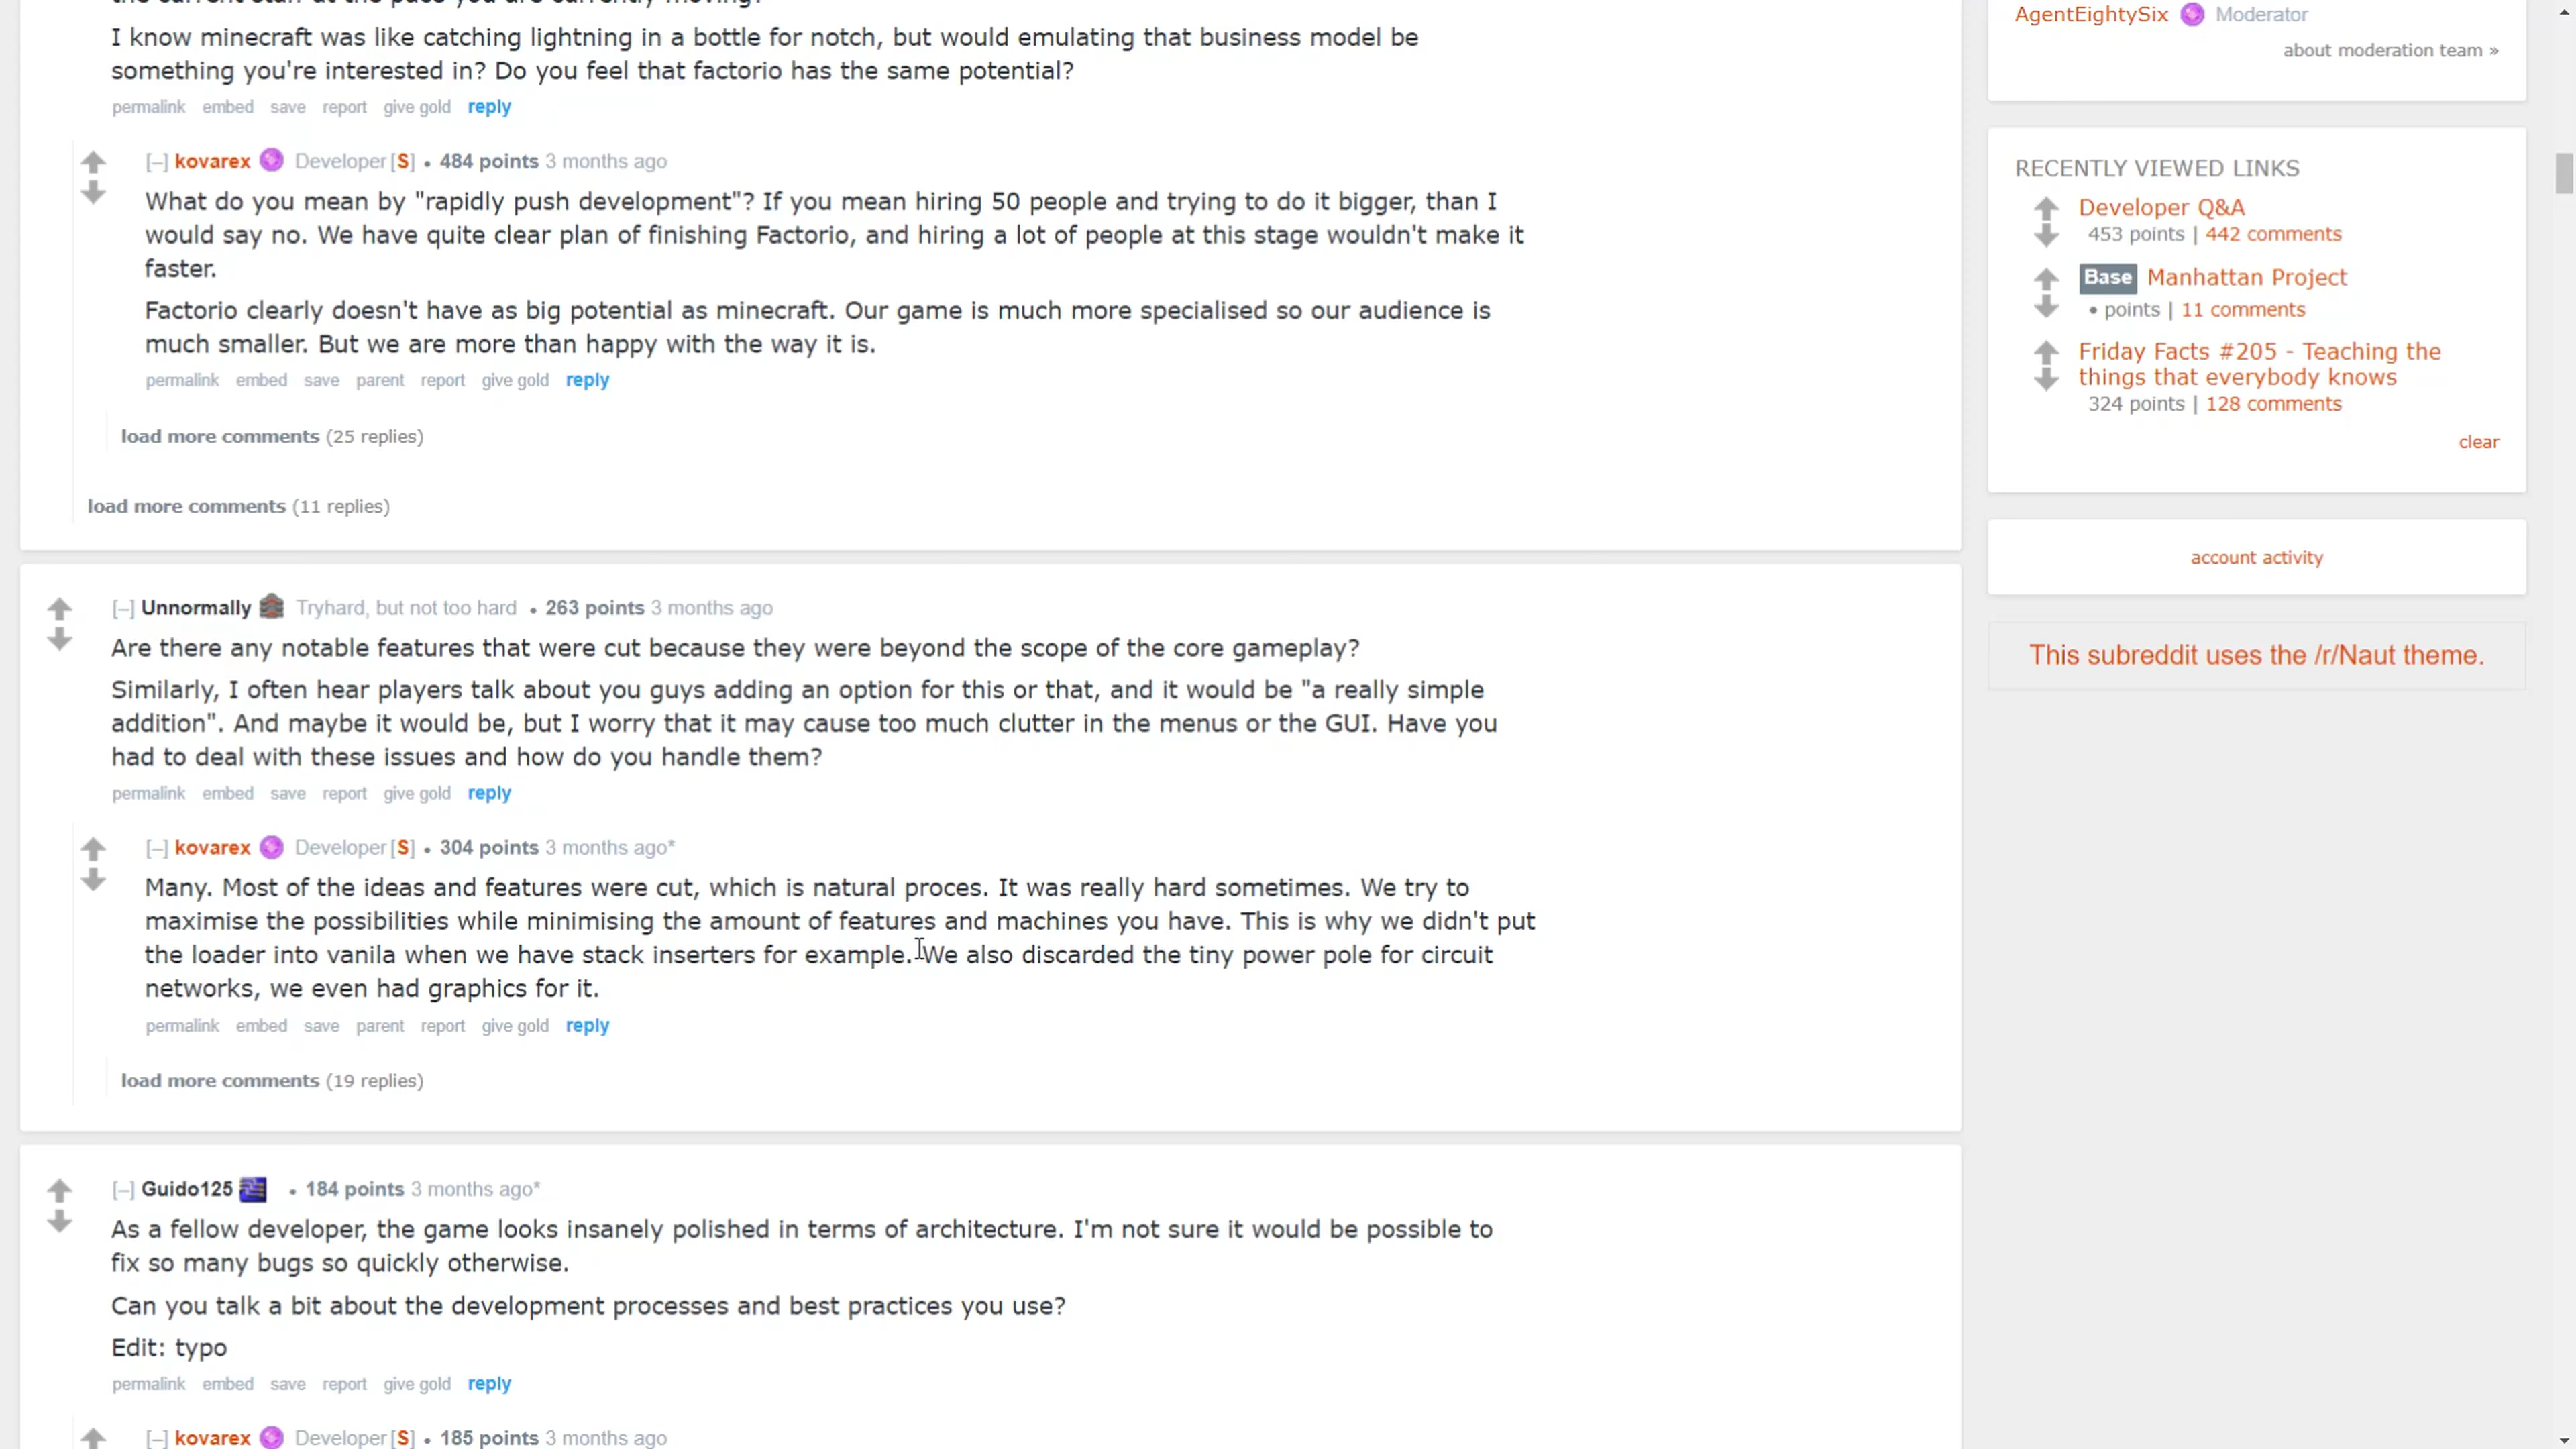 I know minecraft was like catching lightning in a bottle for notch, but would emulating that business model be
something you're interested in? Do you feel that factorio has the same potential?
permalink embed save report give gold reply
[–] kovarex Developer [S] • 484 points 3 months ago
What do you mean by "rapidly push development"? If you mean hiring 50 people and trying to do it bigger, than I
would say no. We have quite clear plan of finishing Factorio, and hiring a lot of people at this stage wouldn't make it
faster.
Factorio clearly doesn't have as big potential as minecraft. Our game is much more specialised so our audience is
much smaller. But we are more than happy with the way it is.
permalink embed save parent report give gold reply
load more comments (25 replies)
load more comments (11 replies)
[–] Unnormally Tryhard, but not too hard • 263 points 3 months ago
Are there any notable features that were cut because they were beyond the scope of the core gameplay?
Similarly, I often hear players talk about you guys adding an option for this or that, and it would be "a really simple
addition". And maybe it would be, but I worry that it may cause too much clutter in the menus or the GUI. Have you
had to deal with these issues and how do you handle them?
permalink embed save report give gold reply
[–] kovarex Developer [S] • 304 points 3 months ago*
Many. Most of the ideas and features were cut, which is natural proces. It was really hard sometimes. We try to
maximise the possibilities while minimising the amount of features and machines you have. This is why we didn't put
the loader into vanila when we have stack inserters for example. We also discarded the tiny power pole for circuit
networks, we even had graphics for it.
permalink embed save parent report give gold reply
load more comments (19 replies)
[–] Guido125 • 184 points 3 months ago*
As a fellow developer, the game looks insanely polished in terms of architecture. I'm not sure it would be possible to
fix so many bugs so quickly otherwise.
Can you talk a bit about the development processes and best practices you use?
Edit: typo
permalink embed save report give gold reply
[–] kovarex Developer [S] • 185 points 3 months ago
AgentEightySix Moderator
about moderation team »
RECENTLY VIEWED LINKS
Developer Q&A
453 points | 442 comments
Base Manhattan Project
• points | 11 comments
Friday Facts #205 - Teaching the
things that everybody knows
324 points | 128 comments
clear
account activity
This subreddit uses the /r/Naut theme.